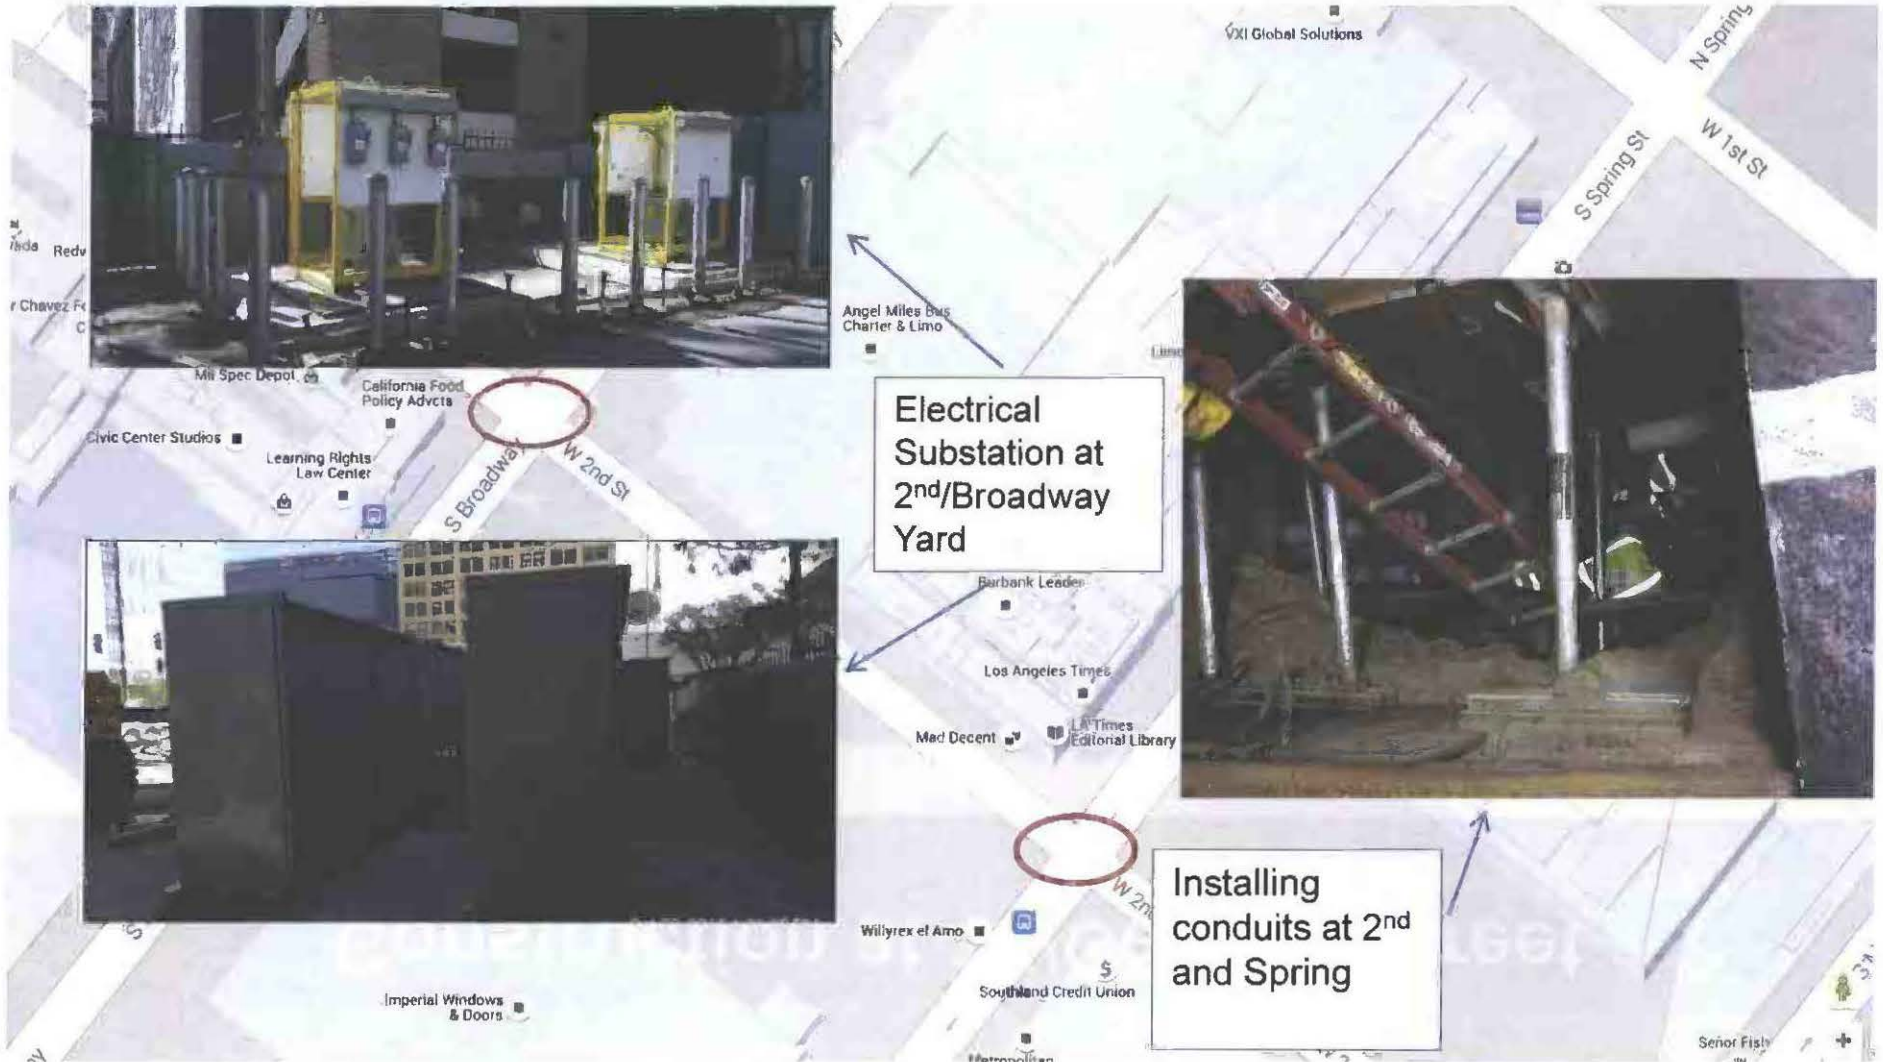 VXI Global Solutions
N Spring
W 1st St
S Spring St
Redv
r Chavez F
Angel Miles Bus
Charter & Limo
Mil Spec Depot
California Food
Policy Advcts
Civic Center Studios
Learning Rights
Law Center
S Broadway
W 2nd St
Electrical
Substation at
2nd/Broadway
Yard
Burbank Leader
Los Angeles Times
Mad Decent
LA Times
Editorial Library
W 2n
Installing
conduits at 2nd
and Spring
Willyrex el Amo
Southland Credit Union
Imperial Windows
& Doors
Metropolitan
Señor Fish